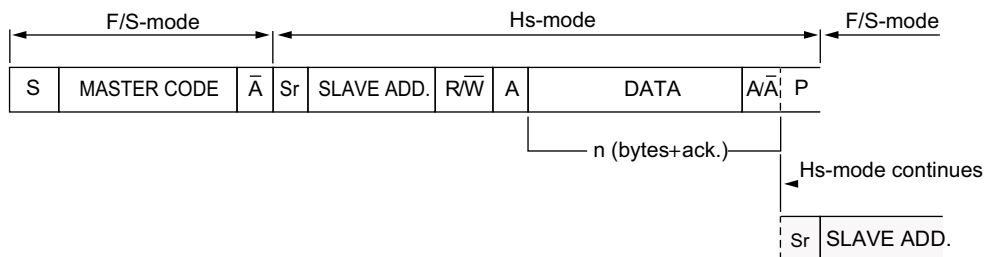 F/S-mode Hs-mode F/S-mode
S MASTER CODE A̅ Sr SLAVE ADD. R/W̅ A DATA A/A̅ P
n (bytes+ack.)
Hs-mode continues
Sr SLAVE ADD.